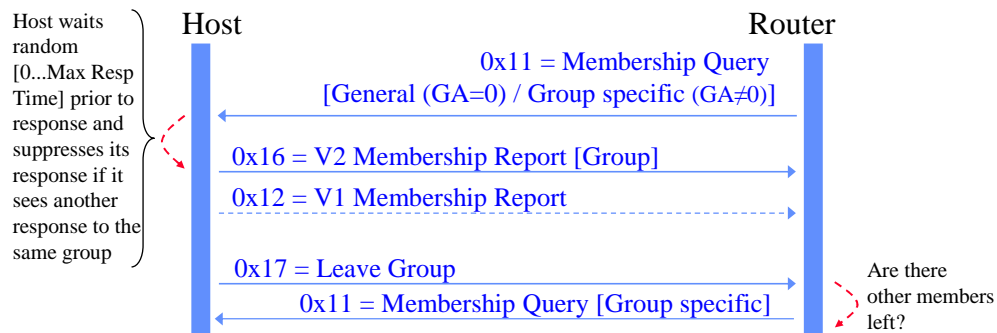 Host waits
random
[0...Max Resp
Time] prior to
response and
suppresses its
response if it
sees another
response to the
same group
Host
Router
0x11 = Membership Query
[General (GA=0) / Group specific (GA≠0)]
0x16 = V2 Membership Report [Group]
0x12 = V1 Membership Report
0x17 = Leave Group
0x11 = Membership Query [Group specific]
Are there
other members
left?